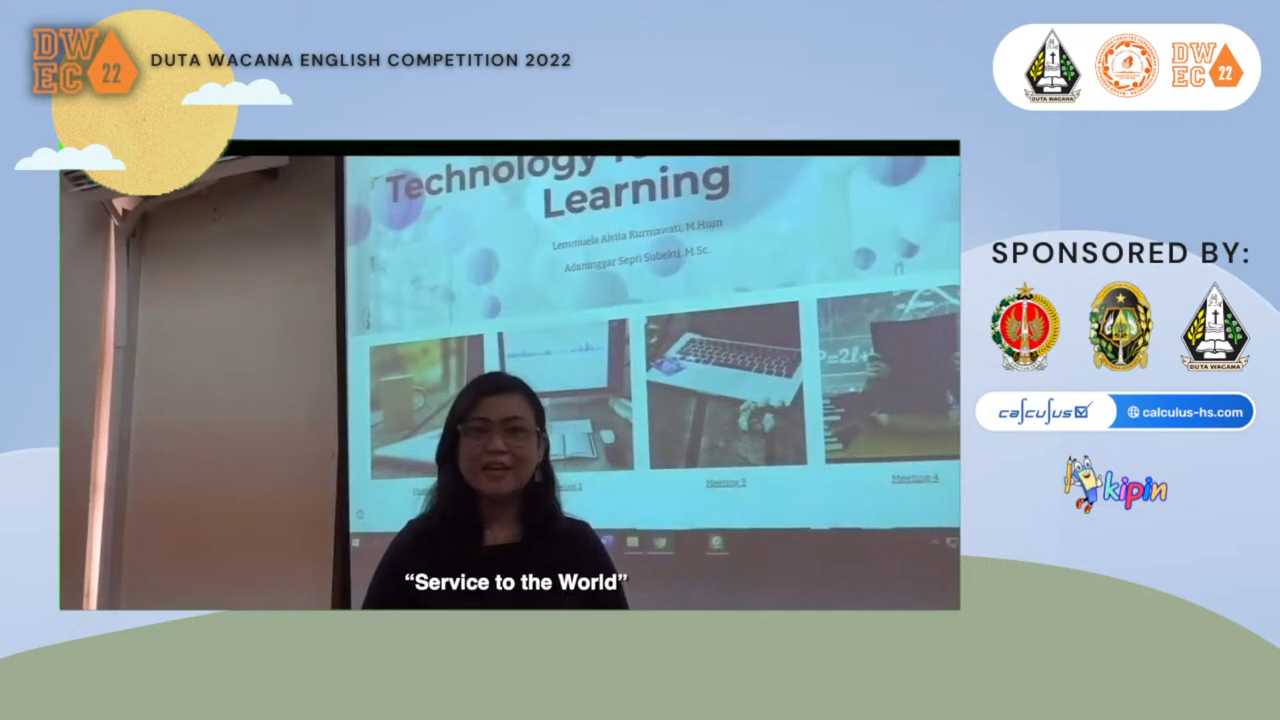 DW
EC 22
DUTA WACANA ENGLISH COMPETITION 2022
DUTA WACANA
DW
EC 22
Technology
Learning
Lemmuela Alvita Kurniawati, M.Hum
Adaninggar Septi Subekti, M.Sc.
P=2ℓ+
Meeting 3
Meeting 4
“Service to the World”
SPONSORED BY:
DUTA WACANA
calculus
calculus-hs.com
kipin